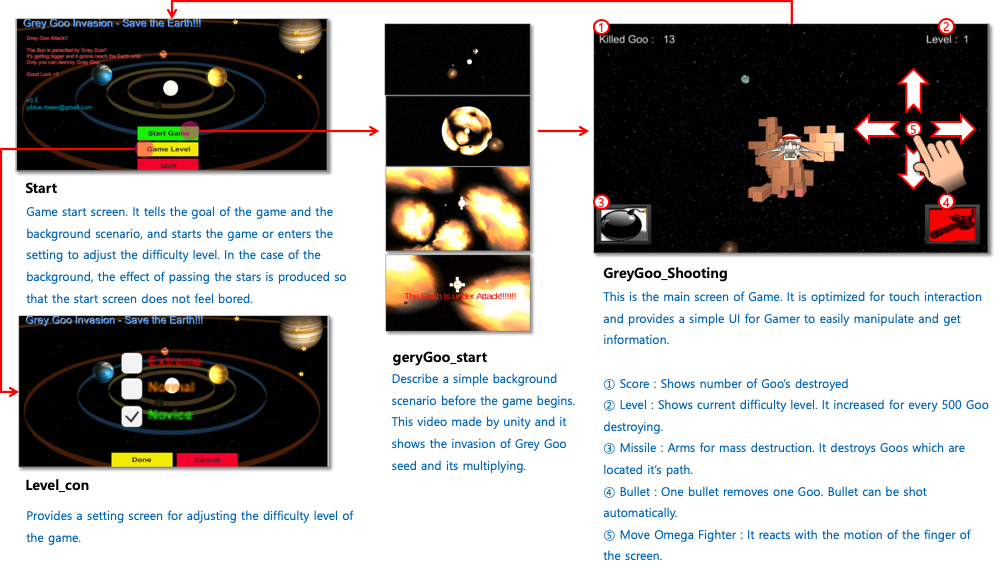 Grey Goo Invasion - Save the Earth!!!
Grey Goo Attack!!
The Sun is paraciled by Grey Goo!!
It's getting bigger and it gonna reach the Earth orbit.
Only you can destroy Grey Goo.
Good Luck ~!!
v0.5
yjblue.meen@gmail.com
Start Game
Game Level
Quit
Start
Game start screen. It tells the goal of the game and the
background scenario, and starts the game or enters the
setting to adjust the difficulty level. In the case of the
background, the effect of passing the stars is produced so
that the start screen does not feel bored.
Grey Goo Invasion - Save the Earth!!!
Extreme
Normal
Novice
Done
Cancel
Level_con
Provides a setting screen for adjusting the difficulty level of
the game.
The Earth is under Attack!!!!!!!
geryGoo_start
Describe a simple background
scenario before the game begins.
This video made by unity and it
shows the invasion of Grey Goo
seed and its multiplying.
① Killed Goo : 13
② Level : 1
③
④
⑤
GreyGoo_Shooting
This is the main screen of Game. It is optimized for touch interaction
and provides a simple UI for Gamer to easily manipulate and get
information.
① Score : Shows number of Goo's destroyed
② Level : Shows current difficulty level. It increased for every 500 Goo
destroying.
③ Missile : Arms for mass destruction. It destroys Goos which are
located it's path.
④ Bullet : One bullet removes one Goo. Bullet can be shot
automatically.
⑤ Move Omega Fighter : It reacts with the motion of the finger of
the screen.